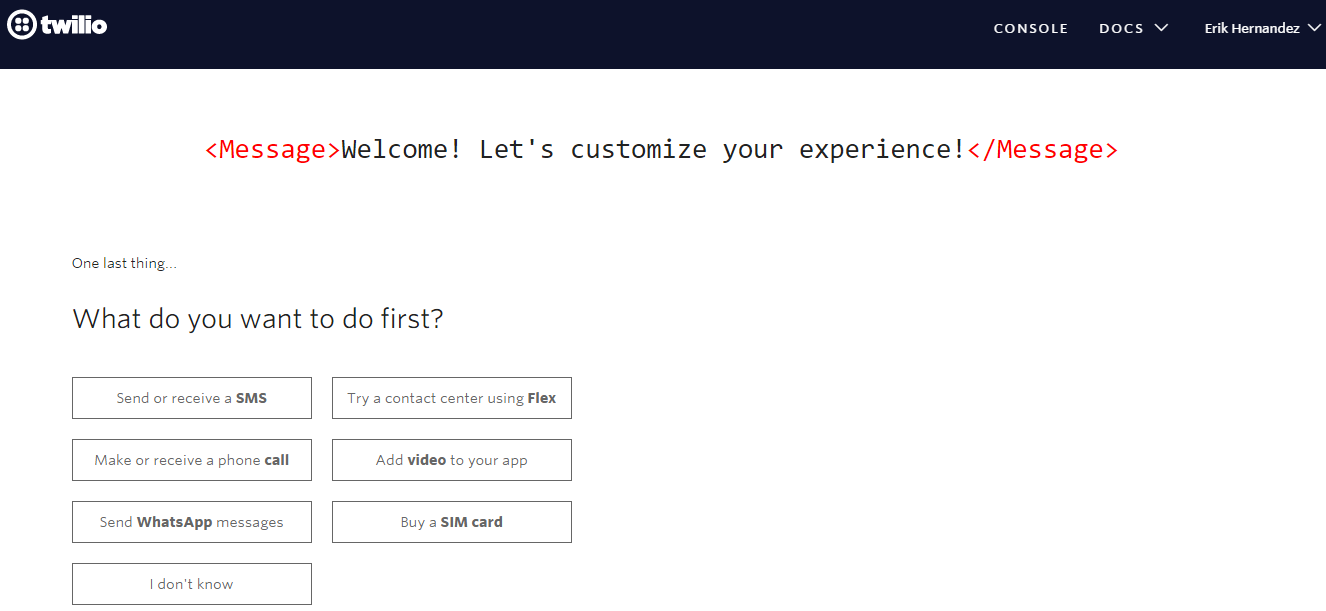 twilio
CONSOLE DOCS Erik Hernandez
<Message>Welcome! Let's customize your experience!</Message>
One last thing...
What do you want to do first?
Send or receive a SMS
Try a contact center using Flex
Make or receive a phone call
Add video to your app
Send WhatsApp messages
Buy a SIM card
I don't know